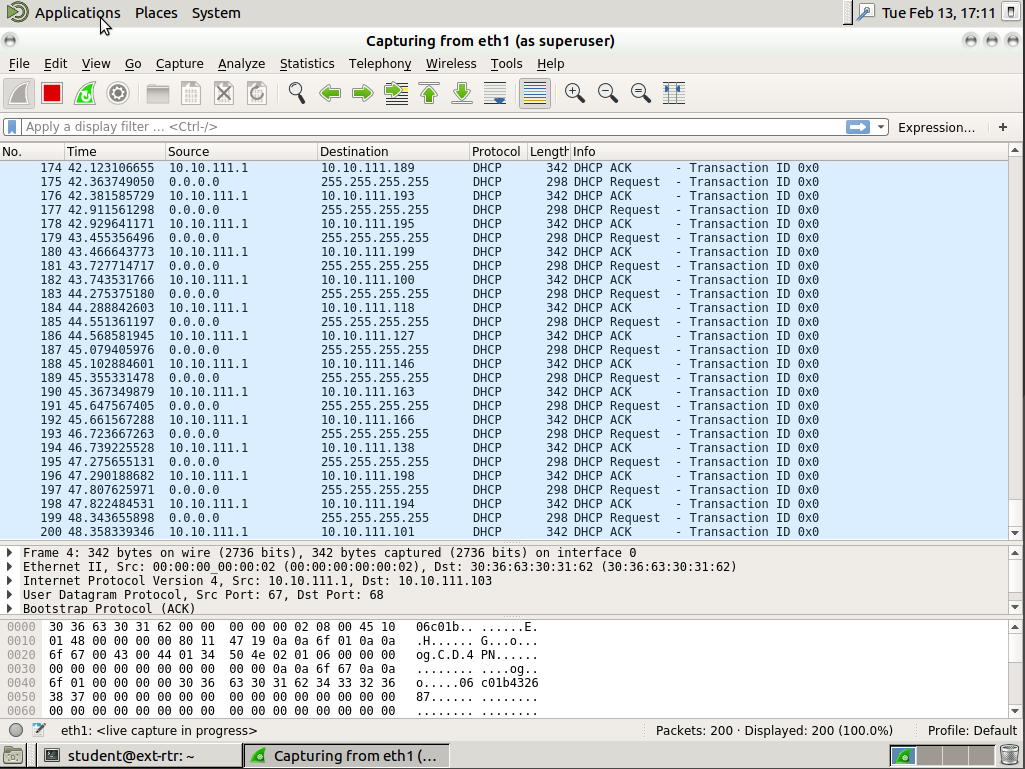 Applications Places System Tue Feb 13, 17:11
Capturing from eth1 (as superuser)
File Edit View Go Capture Analyze Statistics Telephony Wireless Tools Help
Apply a display filter ... <Ctrl-/> Expression... +
No. Time Source Destination Protocol Length Info
174 42.123106655 10.10.111.1 10.10.111.189 DHCP 342 DHCP ACK - Transaction ID 0x0
175 42.363749050 0.0.0.0 255.255.255.255 DHCP 298 DHCP Request - Transaction ID 0x0
176 42.381585729 10.10.111.1 10.10.111.193 DHCP 342 DHCP ACK - Transaction ID 0x0
177 42.911561298 0.0.0.0 255.255.255.255 DHCP 298 DHCP Request - Transaction ID 0x0
178 42.929641171 10.10.111.1 10.10.111.195 DHCP 342 DHCP ACK - Transaction ID 0x0
179 43.455356496 0.0.0.0 255.255.255.255 DHCP 298 DHCP Request - Transaction ID 0x0
180 43.466643773 10.10.111.1 10.10.111.199 DHCP 342 DHCP ACK - Transaction ID 0x0
181 43.727714717 0.0.0.0 255.255.255.255 DHCP 298 DHCP Request - Transaction ID 0x0
182 43.743531766 10.10.111.1 10.10.111.100 DHCP 342 DHCP ACK - Transaction ID 0x0
183 44.275375180 0.0.0.0 255.255.255.255 DHCP 298 DHCP Request - Transaction ID 0x0
184 44.288842603 10.10.111.1 10.10.111.118 DHCP 342 DHCP ACK - Transaction ID 0x0
185 44.551361197 0.0.0.0 255.255.255.255 DHCP 298 DHCP Request - Transaction ID 0x0
186 44.568581945 10.10.111.1 10.10.111.127 DHCP 342 DHCP ACK - Transaction ID 0x0
187 45.079405976 0.0.0.0 255.255.255.255 DHCP 298 DHCP Request - Transaction ID 0x0
188 45.102884601 10.10.111.1 10.10.111.146 DHCP 342 DHCP ACK - Transaction ID 0x0
189 45.355331478 0.0.0.0 255.255.255.255 DHCP 298 DHCP Request - Transaction ID 0x0
190 45.367349879 10.10.111.1 10.10.111.163 DHCP 342 DHCP ACK - Transaction ID 0x0
191 45.647567405 0.0.0.0 255.255.255.255 DHCP 298 DHCP Request - Transaction ID 0x0
192 45.661567288 10.10.111.1 10.10.111.166 DHCP 342 DHCP ACK - Transaction ID 0x0
193 46.723667263 0.0.0.0 255.255.255.255 DHCP 298 DHCP Request - Transaction ID 0x0
194 46.739225528 10.10.111.1 10.10.111.138 DHCP 342 DHCP ACK - Transaction ID 0x0
195 47.275655131 0.0.0.0 255.255.255.255 DHCP 298 DHCP Request - Transaction ID 0x0
196 47.290188682 10.10.111.1 10.10.111.198 DHCP 342 DHCP ACK - Transaction ID 0x0
197 47.807625971 0.0.0.0 255.255.255.255 DHCP 298 DHCP Request - Transaction ID 0x0
198 47.822484531 10.10.111.1 10.10.111.194 DHCP 342 DHCP ACK - Transaction ID 0x0
199 48.343655898 0.0.0.0 255.255.255.255 DHCP 298 DHCP Request - Transaction ID 0x0
200 48.358339346 10.10.111.1 10.10.111.101 DHCP 342 DHCP ACK - Transaction ID 0x0
Frame 4: 342 bytes on wire (2736 bits), 342 bytes captured (2736 bits) on interface 0
Ethernet II, Src: 00:00:00_00:00:02 (00:00:00:00:00:02), Dst: 30:36:63:30:31:62 (30:36:63:30:31:62)
Internet Protocol Version 4, Src: 10.10.111.1, Dst: 10.10.111.103
User Datagram Protocol, Src Port: 67, Dst Port: 68
Bootstrap Protocol (ACK)
0000 30 36 63 30 31 62 00 00 00 00 00 02 08 00 45 10 06c01b.. ......E.
0010 01 48 00 00 00 00 80 11 47 19 0a 0a 6f 01 0a 0a .H...... G...o...
0020 6f 67 00 43 00 44 01 34 50 4e 02 01 06 00 00 00 og.C.D.4 PN......
0030 00 00 00 00 00 00 00 00 00 00 0a 0a 6f 67 0a 0a ........ ....og..
0040 6f 01 00 00 00 00 30 36 63 30 31 62 34 33 32 36 o.....06 c01b4326
0050 38 37 00 00 00 00 00 00 00 00 00 00 00 00 00 00 87...... ........
0060 00 00 00 00 00 00 00 00 00 00 00 00 00 00 00 00 ........ ........
eth1: <live capture in progress> Packets: 200 · Displayed: 200 (100.0%) Profile: Default
student@ext-rtr: ~ Capturing from eth1 (...